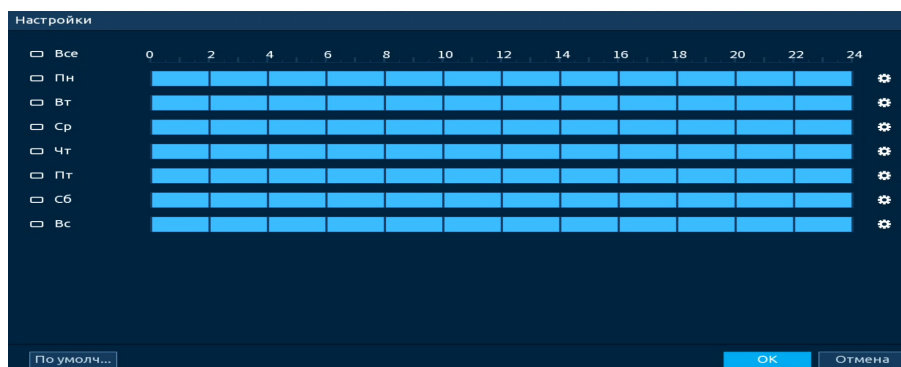 Настройки
Все 0 2 4 6 8 10 12 14 16 18 20 22 24
Пн
Вт
Ср
Чт
Пт
Сб
Вс
По умолч... OK Отмена